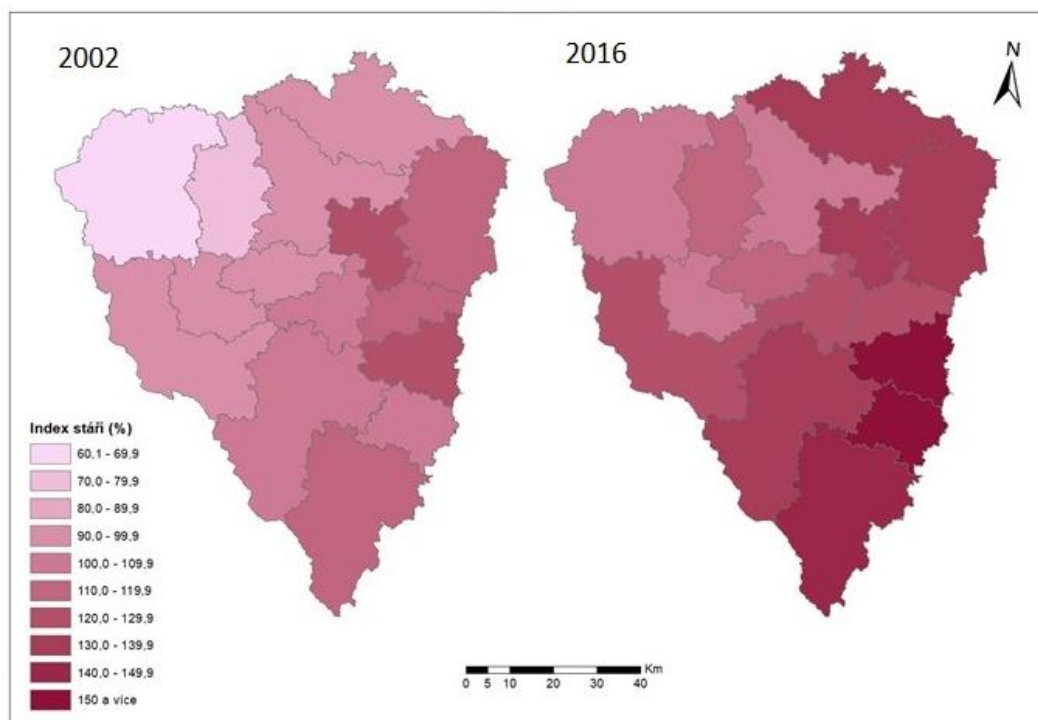 2002
2016
N
Index stáří (%)
60,1 - 69,9
70,0 - 79,9
80,0 - 89,9
90,0 - 99,9
100,0 - 109,9
110,0 - 119,9
120,0 - 129,9
130,0 - 139,9
140,0 - 149,9
150 a více
Km
0 5 10 20 30 40